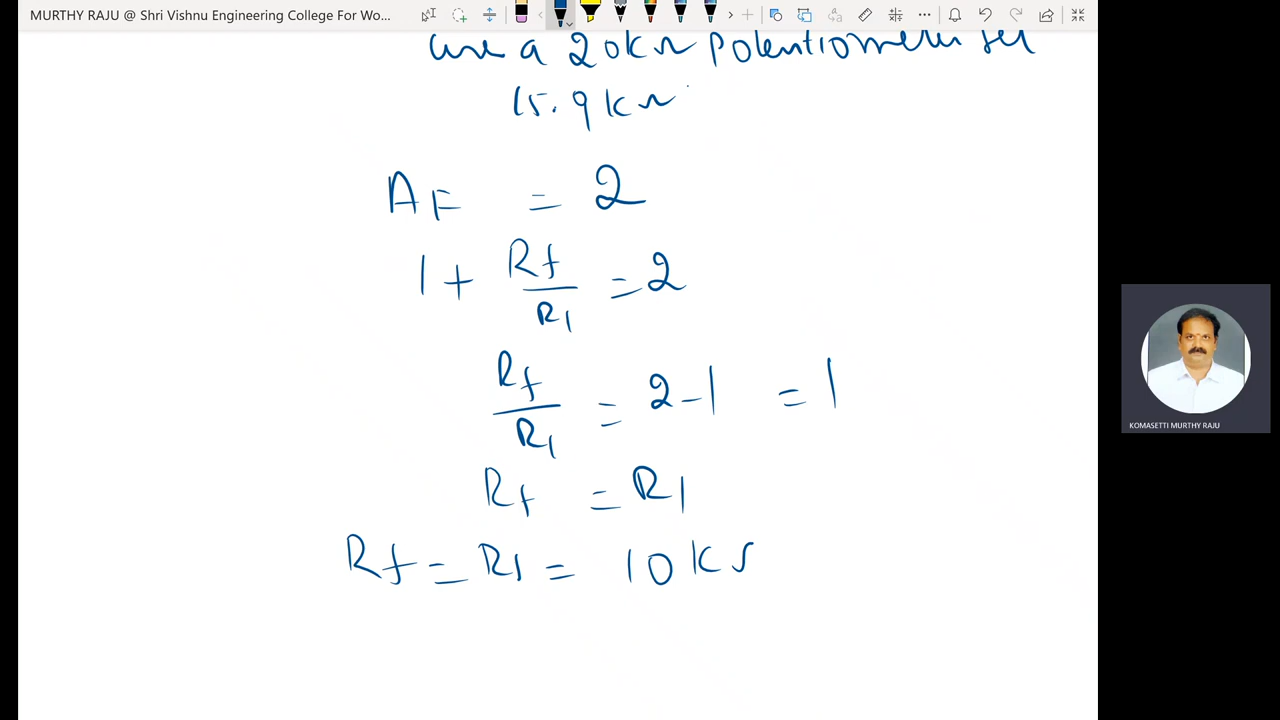 MURTHY RAJU @ Shri Vishnu Engineering College For Wo...
use a 20KΩ potentiometer set
15.9KΩ
AF = 2
1 + Rf/R1 = 2
Rf/R1 = 2-1 = 1
Rf = R1
Rf = R1 = 10K
KOMASETTI MURTHY RAJU